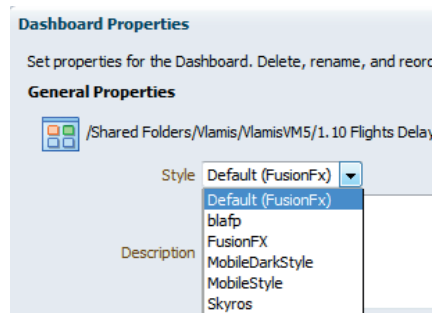 Dashboard Properties
Set properties for the Dashboard. Delete, rename, and reorc
General Properties
/Shared Folders/Vlamis/VlamisVM5/1.10 Flights Delay
Style Default (FusionFx)
Default (FusionFx)
blafp
FusionFX
Description
MobileDarkStyle
MobileStyle
Skyros